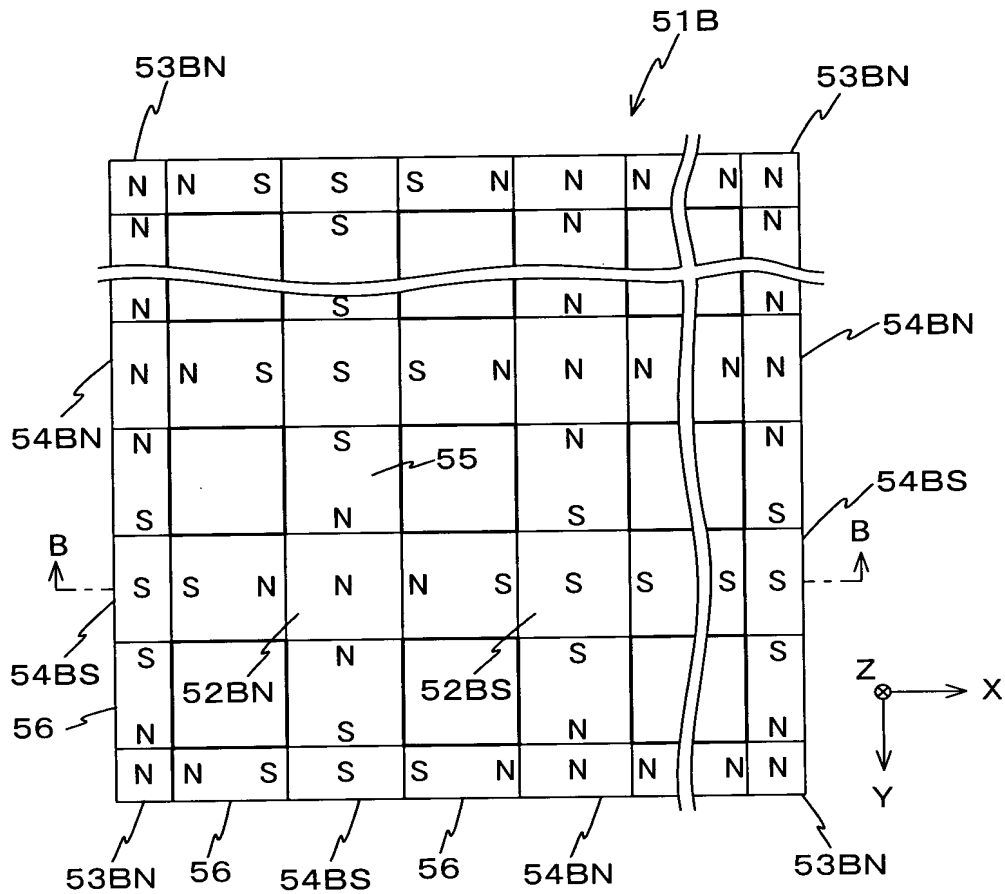 51B
53BN
53BN
N N S S S N N N N N
N S N N
N S N N
54BN
N N S S S N N N N N
54BN
N S N N
55
54BS
S N S S
B B
S S N N N S S S S S
S N S S
54BS 52BN 52BS
Z X
56
N S N N
N N S S S N N N N N
Y
53BN 56 54BS 56 54BN 53BN